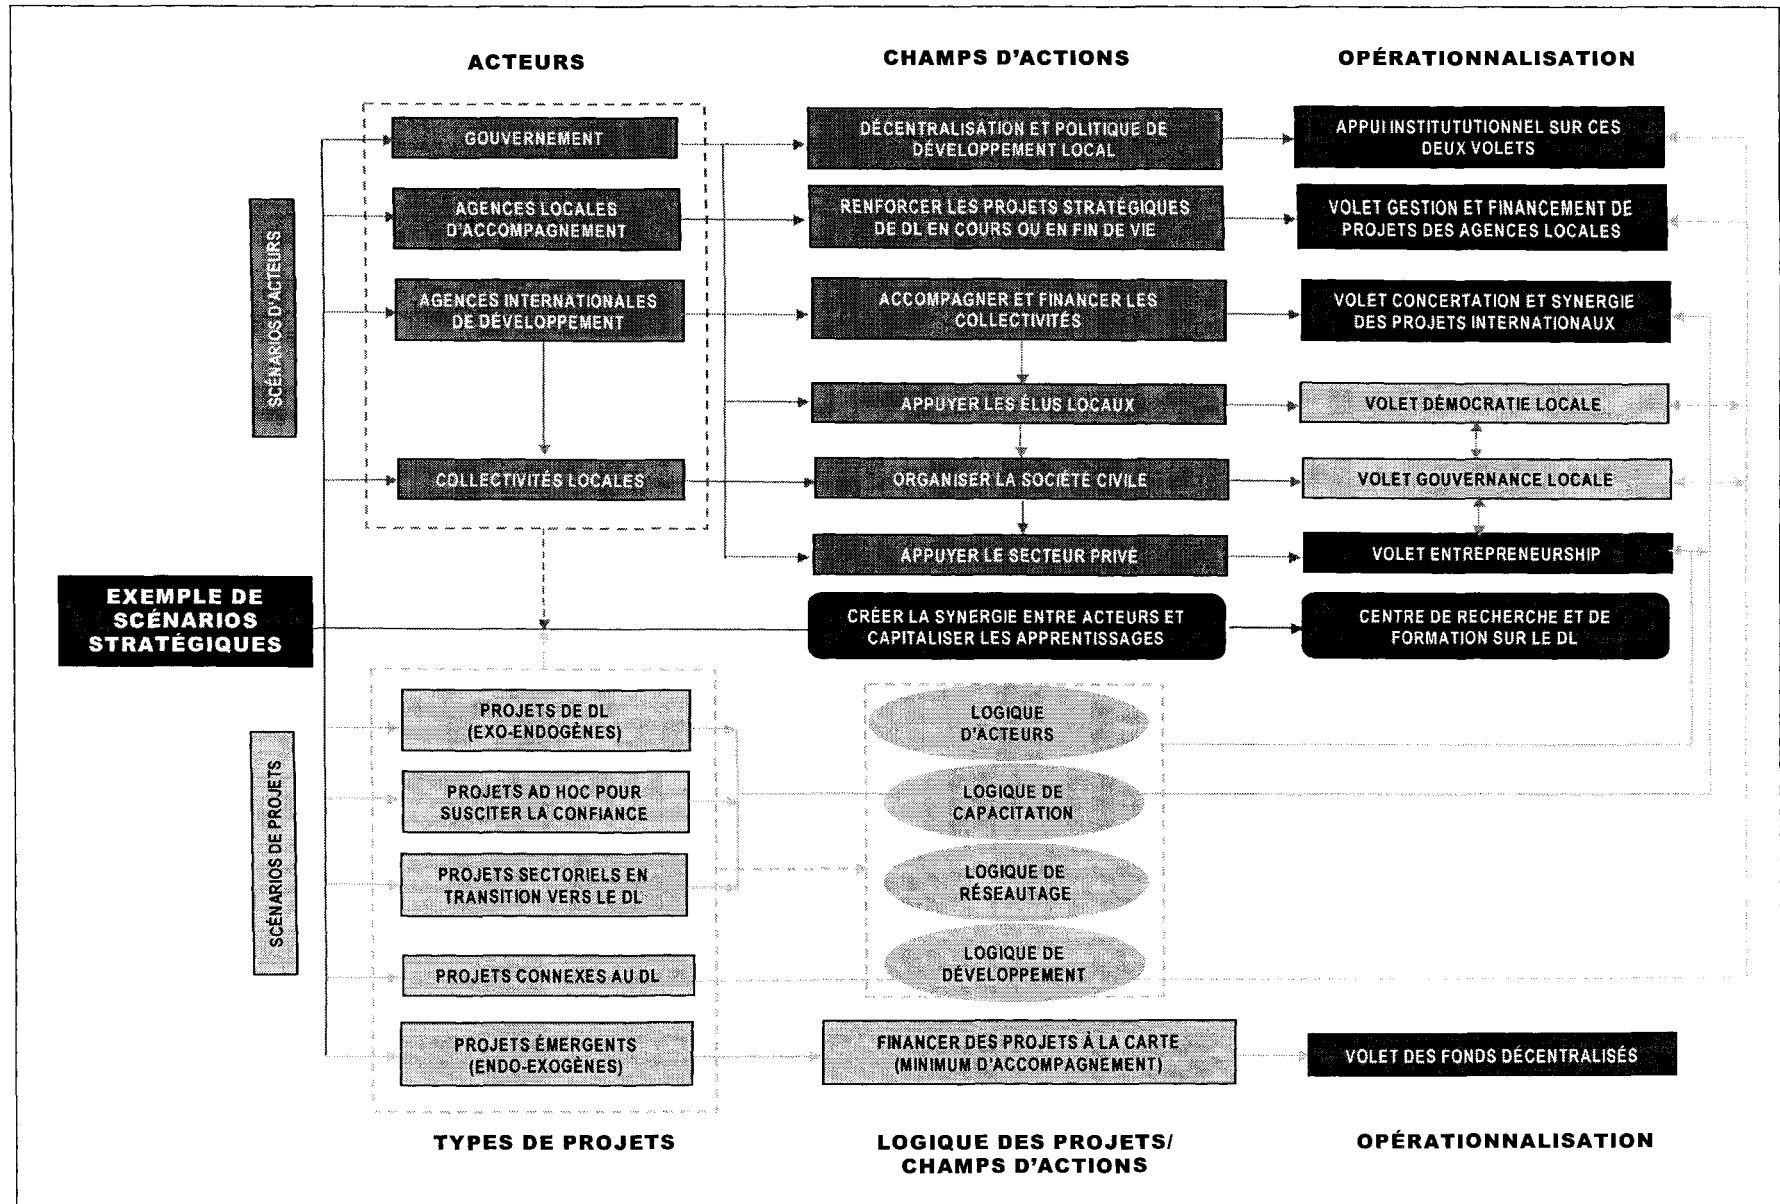 ACTEURS
CHAMPS D'ACTIONS
OPÉRATIONNALISATION
SCÉNARIOS D'ACTEURS
GOUVERNEMENT
DÉCENTRALISATION ET POLITIQUE DE
DÉVELOPPEMENT LOCAL
APPUI INSTITUTUTIONNEL SUR CES
DEUX VOLETS
AGENCES LOCALES
D'ACCOMPAGNEMENT
RENFORCER LES PROJETS STRATÉGIQUES
DE DL EN COURS OU EN FIN DE VIE
VOLET GESTION ET FINANCEMENT DE
PROJETS DES AGENCES LOCALES
AGENCES INTERNATIONALES
DE DÉVELOPPEMENT
ACCOMPAGNER ET FINANCER LES
COLLECTIVITÉS
VOLET CONCERTATION ET SYNERGIE
DES PROJETS INTERNATIONAUX
APPUYER LES ÉLUS LOCAUX
VOLET DÉMOCRATIE LOCALE
COLLECTIVITÉS LOCALES
ORGANISER LA SOCIÉTÉ CIVILE
VOLET GOUVERNANCE LOCALE
APPUYER LE SECTEUR PRIVÉ
VOLET ENTREPRENEURSHIP
EXEMPLE DE
SCÉNARIOS
STRATÉGIQUES
CRÉER LA SYNERGIE ENTRE ACTEURS ET
CAPITALISER LES APPRENTISSAGES
CENTRE DE RECHERCHE ET DE
FORMATION SUR LE DL
SCÉNARIOS DE PROJETS
PROJETS DE DL
(EXO-ENDOGÈNES)
LOGIQUE
D'ACTEURS
PROJETS AD HOC POUR
SUSCITER LA CONFIANCE
LOGIQUE DE
CAPACITATION
PROJETS SECTORIELS EN
TRANSITION VERS LE DL
LOGIQUE DE
RÉSEAUTAGE
PROJETS CONNEXES AU DL
LOGIQUE DE
DÉVELOPPEMENT
PROJETS ÉMERGENTS
(ENDO-EXOGÈNES)
FINANCER DES PROJETS À LA CARTE
(MINIMUM D'ACCOMPAGNEMENT)
VOLET DES FONDS DÉCENTRALISÉS
TYPES DE PROJETS
LOGIQUE DES PROJETS/
CHAMPS D'ACTIONS
OPÉRATIONNALISATION